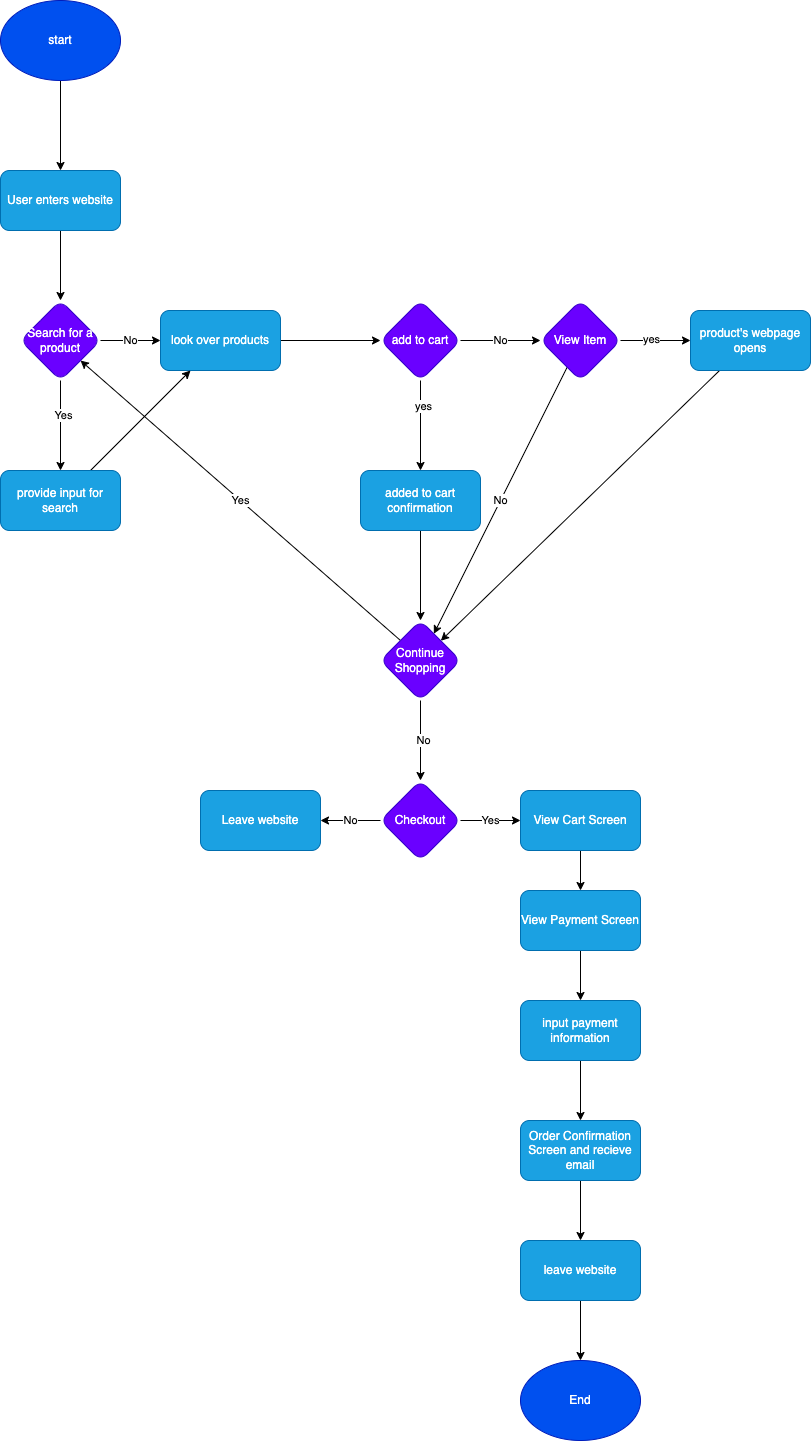 start
User enters website
Search for a
product
No
look over products
add to cart
No
View Item
yes
product's webpage
opens
Yes
yes
provide input for
search
Yes
added to cart
confirmation
No
Continue
Shopping
No
Leave website
No
Checkout
Yes
View Cart Screen
View Payment Screen
input payment
information
Order Confirmation
Screen and recieve
email
leave website
End